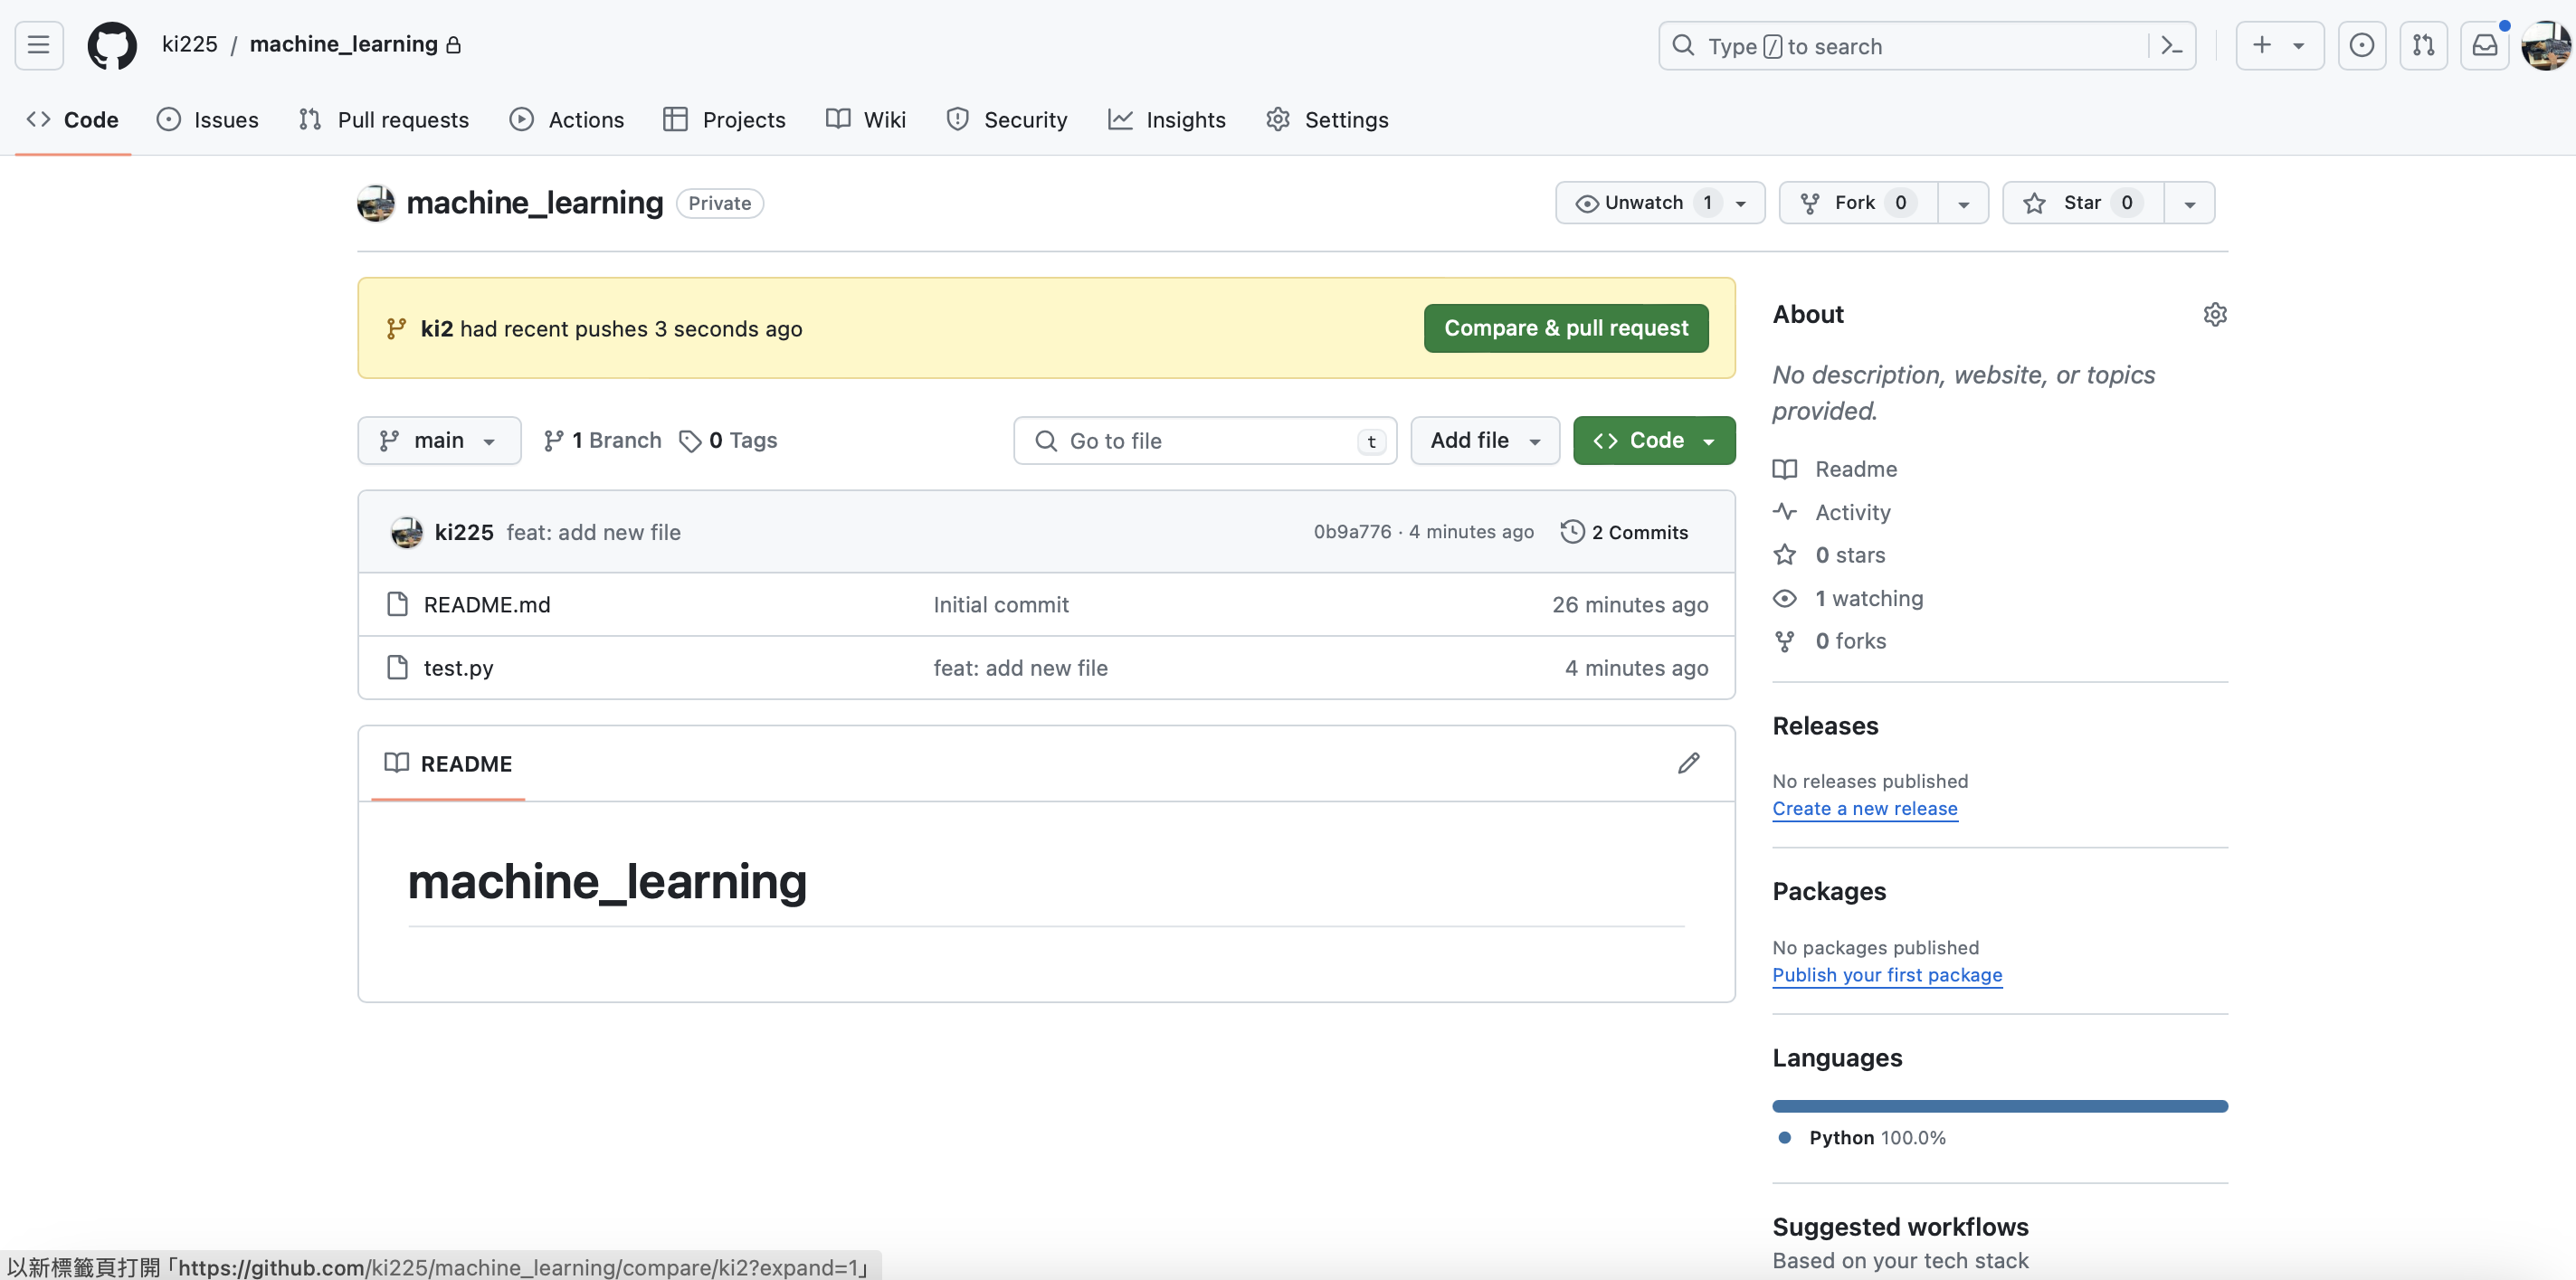 ki225 / machine_learning
Type / to search
Code Issues Pull requests Actions Projects Wiki Security Insights Settings
machine_learning Private
Unwatch 1 Fork 0 Star 0
ki2 had recent pushes 3 seconds ago
Compare & pull request
main 1 Branch 0 Tags
Go to file t Add file Code
ki225 feat: add new file 0b9a776 · 4 minutes ago 2 Commits
README.md Initial commit 26 minutes ago
test.py feat: add new file 4 minutes ago
README
machine_learning
About
No description, website, or topics
provided.
Readme
Activity
0 stars
1 watching
0 forks
Releases
No releases published
Create a new release
Packages
No packages published
Publish your first package
Languages
Python 100.0%
Suggested workflows
Based on your tech stack
以新標籤頁打開「https://github.com/ki225/machine_learning/compare/ki2?expand=1」